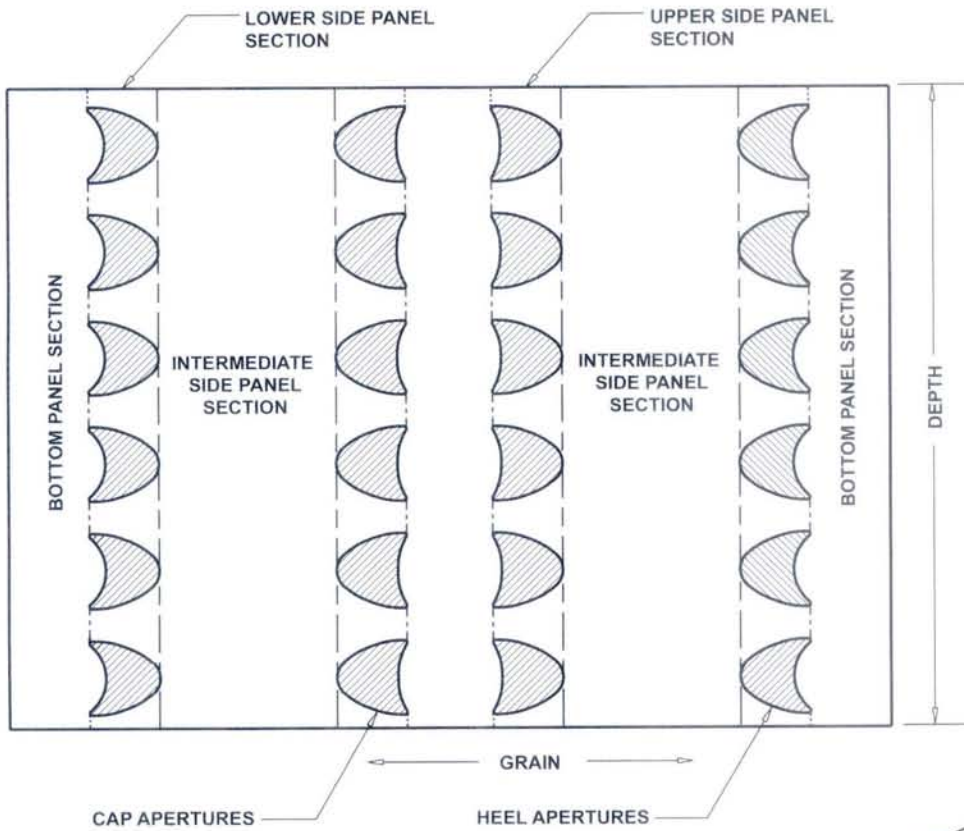 LOWER SIDE PANEL
SECTION
UPPER SIDE PANEL
SECTION
BOTTOM PANEL SECTION
INTERMEDIATE
SIDE PANEL
SECTION
INTERMEDIATE
SIDE PANEL
SECTION
BOTTOM PANEL SECTION
DEPTH
GRAIN
CAP APERTURES
HEEL APERTURES